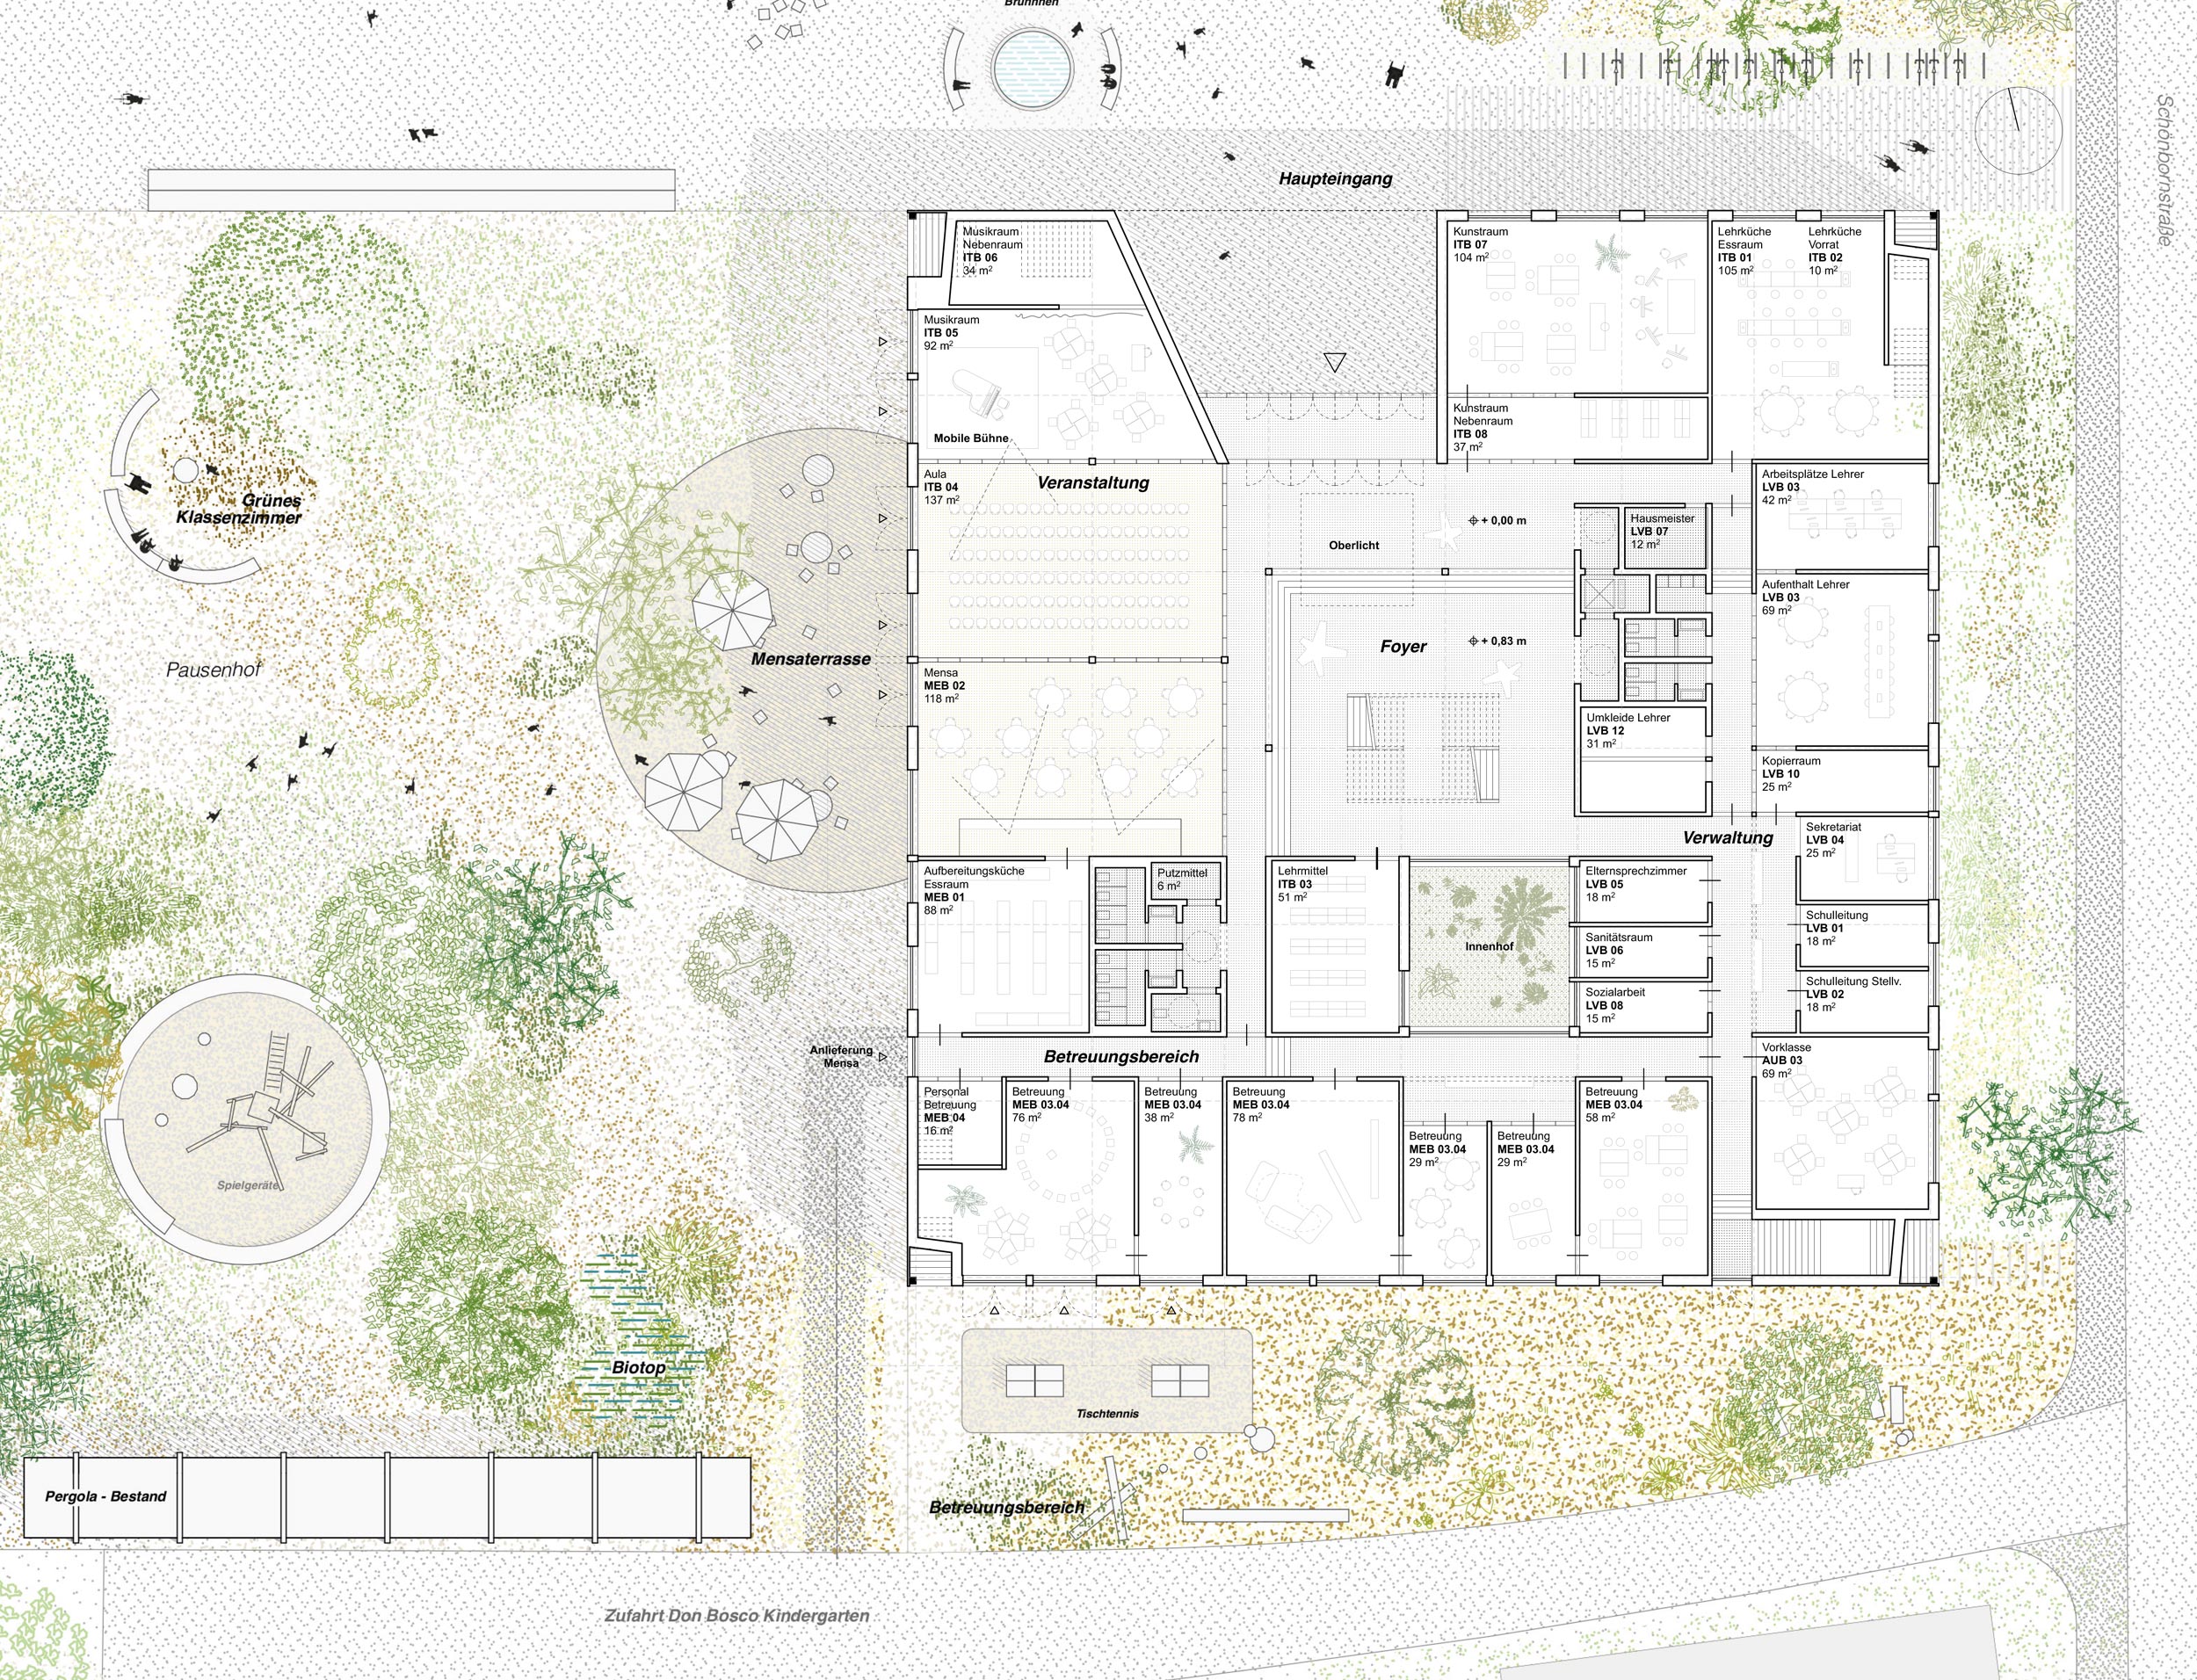 Brunnnen
Schönbornstraße
Haupteingang
Musikraum
Nebenraum
ITB 06
34 m²
Kunstraum
ITB 07
104 m²
Lehrküche
Essraum
ITB 01
105 m²
Lehrküche
Vorrat
ITB 02
10 m²
Musikraum
ITB 05
92 m²
Mobile Bühne
Kunstraum
Nebenraum
ITB 08
37 m²
Aula
ITB 04
137 m²
Veranstaltung
Arbeitsplätze Lehrer
LVB 03
42 m²
Grünes
Klassenzimmer
+ 0,00 m
Hausmeister
LVB 07
12 m²
Oberlicht
Aufenthalt Lehrer
LVB 03
69 m²
Foyer
+ 0,83 m
Mensaterrasse
Pausenhof
Mensa
MEB 02
118 m²
Umkleide Lehrer
LVB 12
31 m²
Kopierraum
LVB 10
25 m²
Verwaltung
Sekretariat
LVB 04
25 m²
Aufbereitungsküche
Essraum
MEB 01
88 m²
Putzmittel
6 m²
Lehrmittel
ITB 03
51 m²
Innenhof
Elternsprechzimmer
LVB 05
18 m²
Schulleitung
LVB 01
18 m²
Sanitätsraum
LVB 06
15 m²
Schulleitung Stellv.
LVB 02
18 m²
Sozialarbeit
LVB 08
15 m²
Anlieferung
Mensa
Betreuungsbereich
Vorklasse
AUB 03
69 m²
Personal
Betreuung
MEB 04
16 m²
Betreuung
MEB 03.04
76 m²
Betreuung
MEB 03.04
38 m²
Betreuung
MEB 03.04
78 m²
Betreuung
MEB 03.04
29 m²
Betreuung
MEB 03.04
29 m²
Betreuung
MEB 03.04
58 m²
Spielgeräte
Biotop
Tischtennis
Pergola - Bestand
Betreuungsbereich
Zufahrt Don Bosco Kindergarten